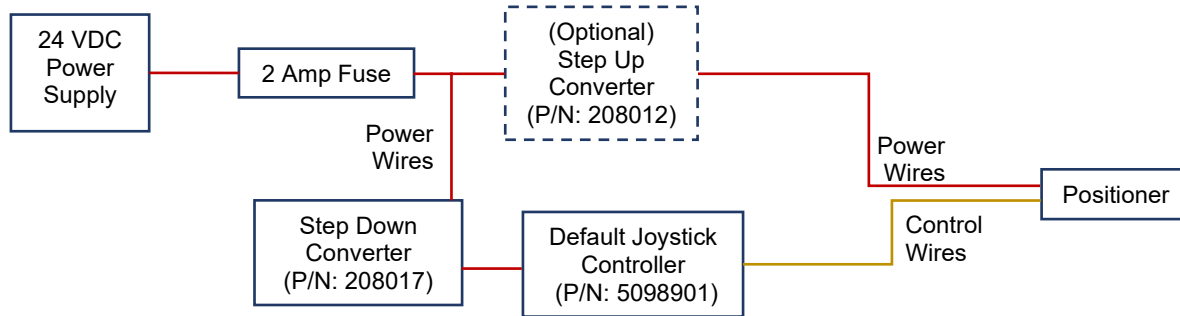 24 VDC
Power
Supply
2 Amp Fuse
(Optional)
Step Up
Converter
(P/N: 208012)
Power
Wires
Power
Wires
Positioner
Step Down
Converter
(P/N: 208017)
Default Joystick
Controller
(P/N: 5098901)
Control
Wires